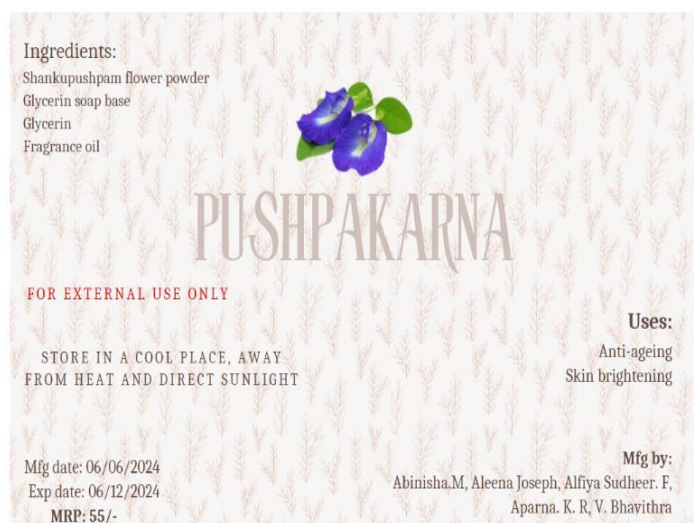 Ingredients:
Shankupushpam flower powder
Glycerin soap base
Glycerin
Fragrance oil
PUSHPAKARNA
FOR EXTERNAL USE ONLY
STORE IN A COOL PLACE, AWAY
FROM HEAT AND DIRECT SUNLIGHT
Uses:
Anti-ageing
Skin brightening
Mfg date: 06/06/2024
Exp date: 06/12/2024
MRP: 55/-
Mfg by:
Abinisha.M, Aleena Joseph, Alfiya Sudheer. F,
Aparna. K. R, V. Bhavithra